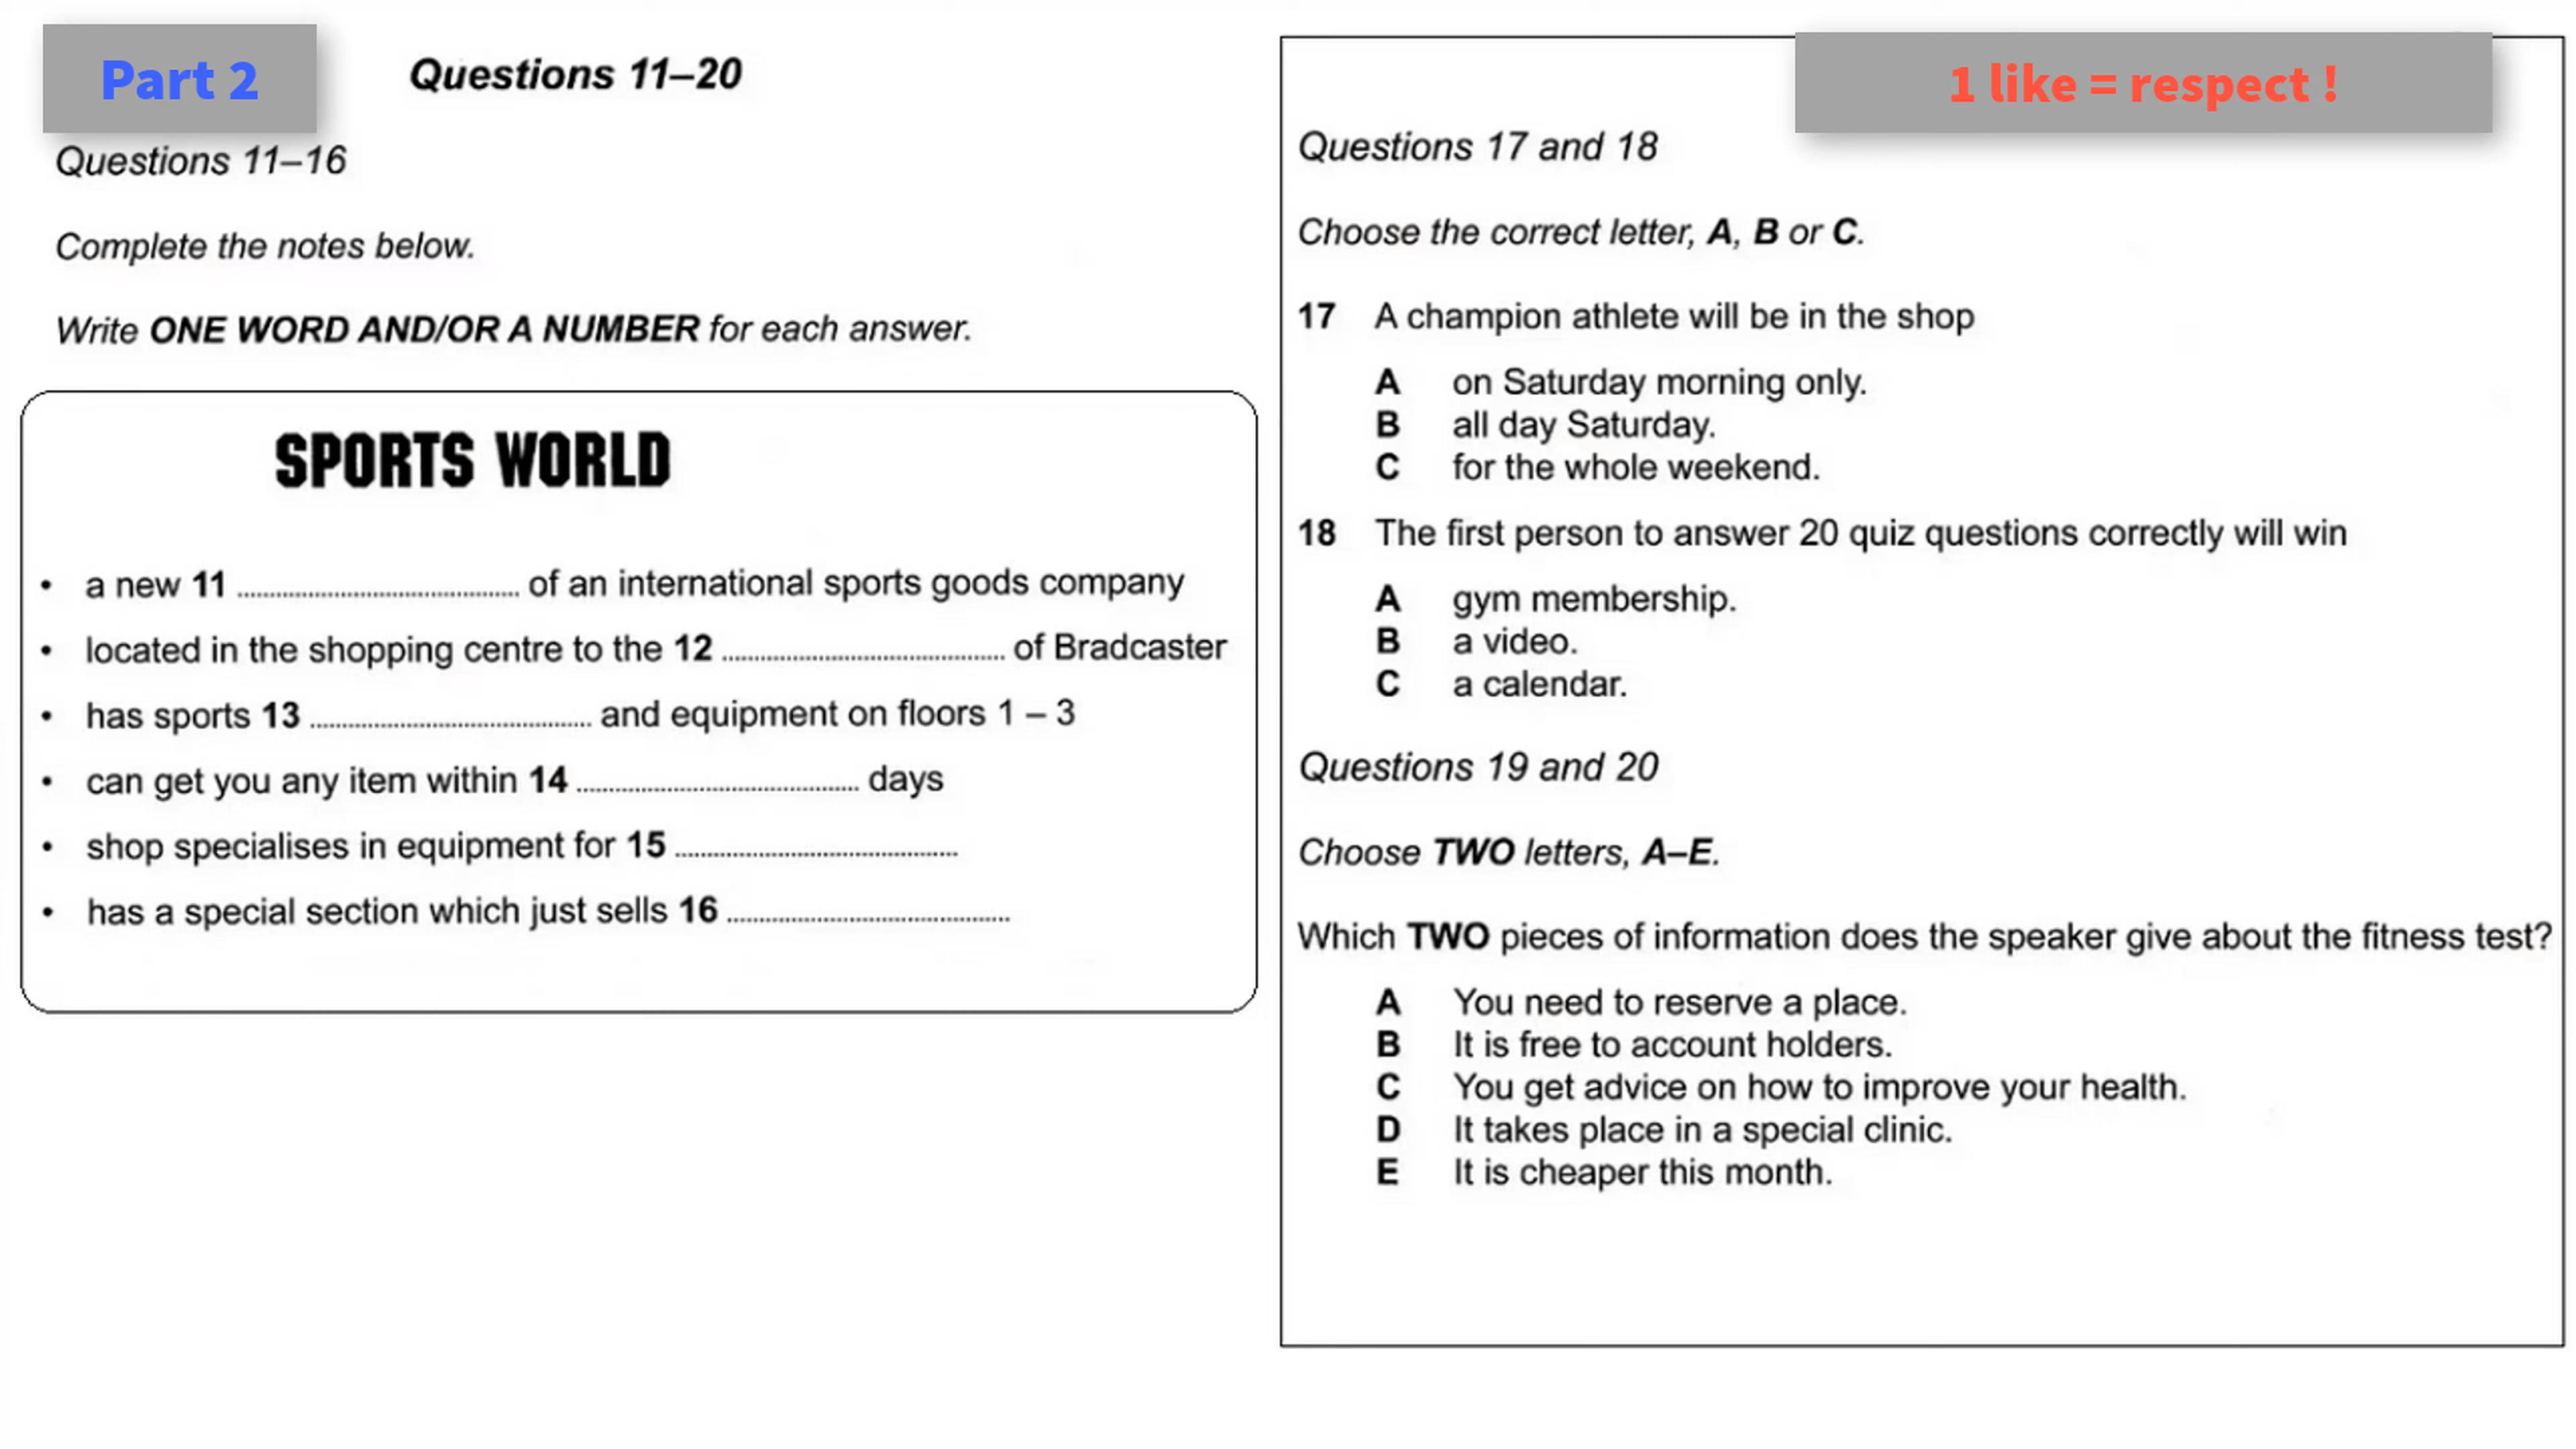 Part 2
Questions 11–20
Questions 11–16
Complete the notes below.
Write ONE WORD AND/OR A NUMBER for each answer.
SPORTS WORLD
• a new 11 ........................ of an international sports goods company
• located in the shopping centre to the 12 ........................ of Bradcaster
• has sports 13 ........................ and equipment on floors 1 – 3
• can get you any item within 14 ........................ days
• shop specialises in equipment for 15 ........................
• has a special section which just sells 16 ........................
1 like = respect !
Questions 17 and 18
Choose the correct letter, A, B or C.
17 A champion athlete will be in the shop
A on Saturday morning only.
B all day Saturday.
C for the whole weekend.
18 The first person to answer 20 quiz questions correctly will win
A gym membership.
B a video.
C a calendar.
Questions 19 and 20
Choose TWO letters, A–E.
Which TWO pieces of information does the speaker give about the fitness test?
A You need to reserve a place.
B It is free to account holders.
C You get advice on how to improve your health.
D It takes place in a special clinic.
E It is cheaper this month.